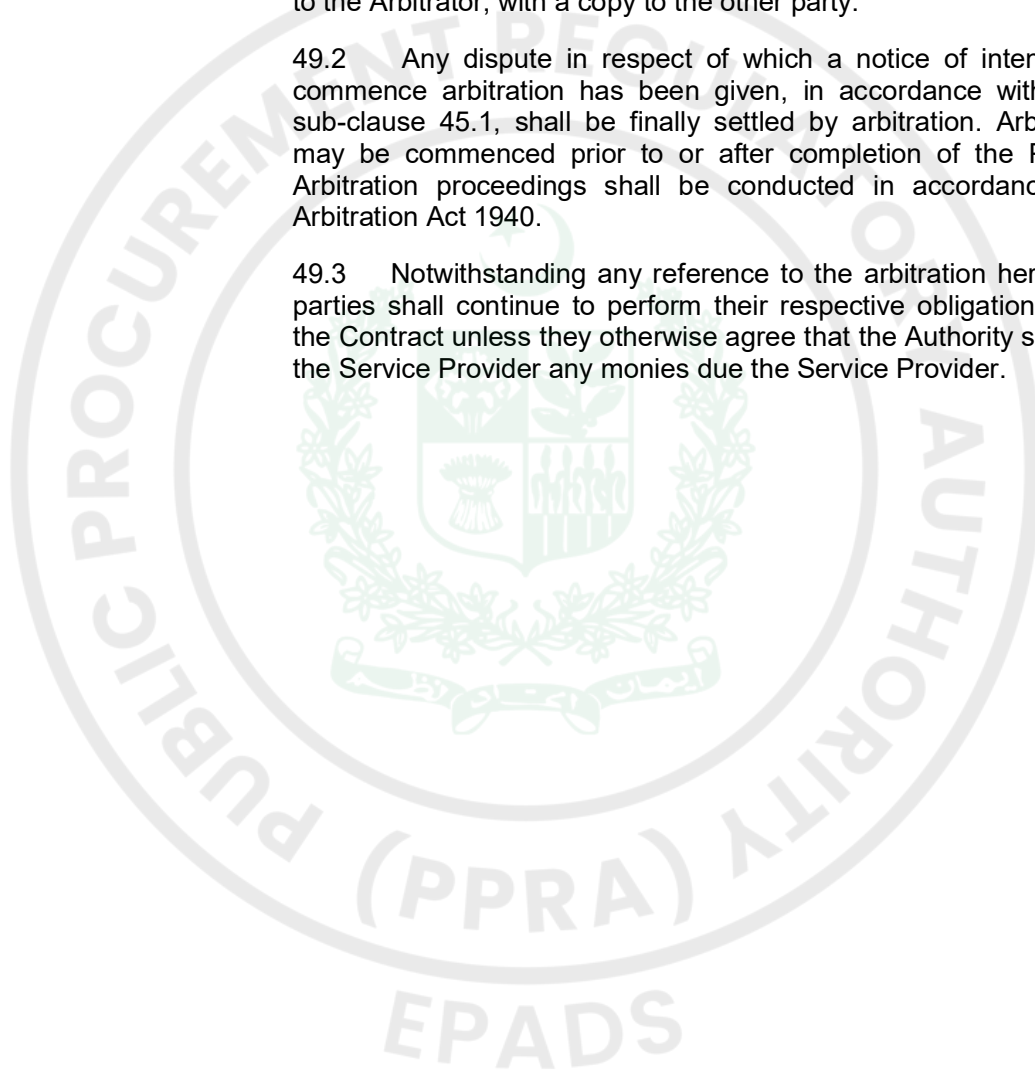 to the Arbitrator, with a copy to the other party.
49.2 Any dispute in respect of which a notice of inten
commence arbitration has been given, in accordance with
sub-clause 45.1, shall be finally settled by arbitration. Arb
may be commenced prior to or after completion of the
Arbitration proceedings shall be conducted in accordanc
Arbitration Act 1940.
49.3 Notwithstanding any reference to the arbitration her
parties shall continue to perform their respective obligation
the Contract unless they otherwise agree that the Authority s
the Service Provider any monies due the Service Provider.
PUBLIC PROCUREMENT REGULATORY AUTHORITY
(PPRA)
EPADS